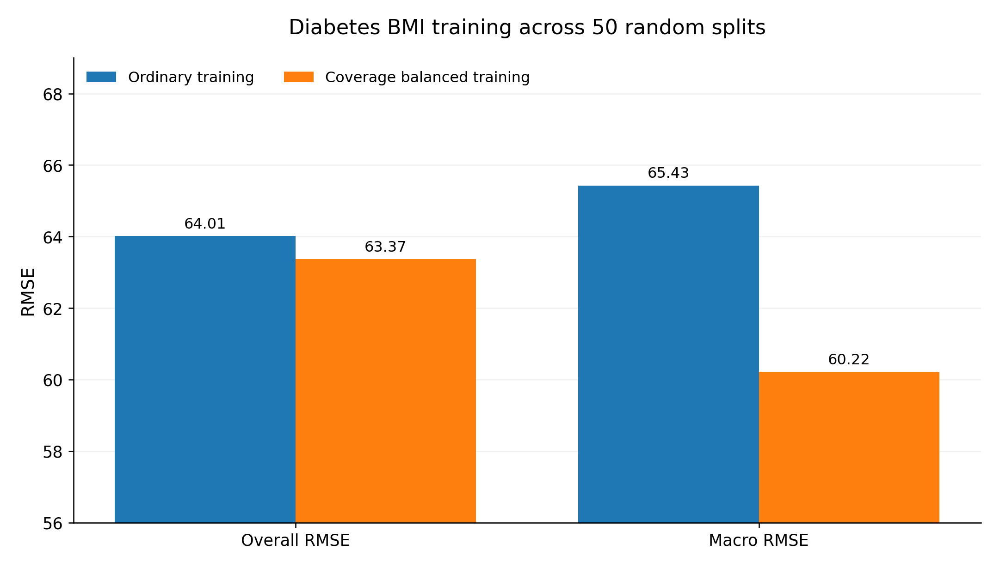 Diabetes BMI training across 50 random splits
Ordinary training
Coverage balanced training
68
66
64
62
60
58
56
RMSE
64.01
63.37
65.43
60.22
Overall RMSE
Macro RMSE